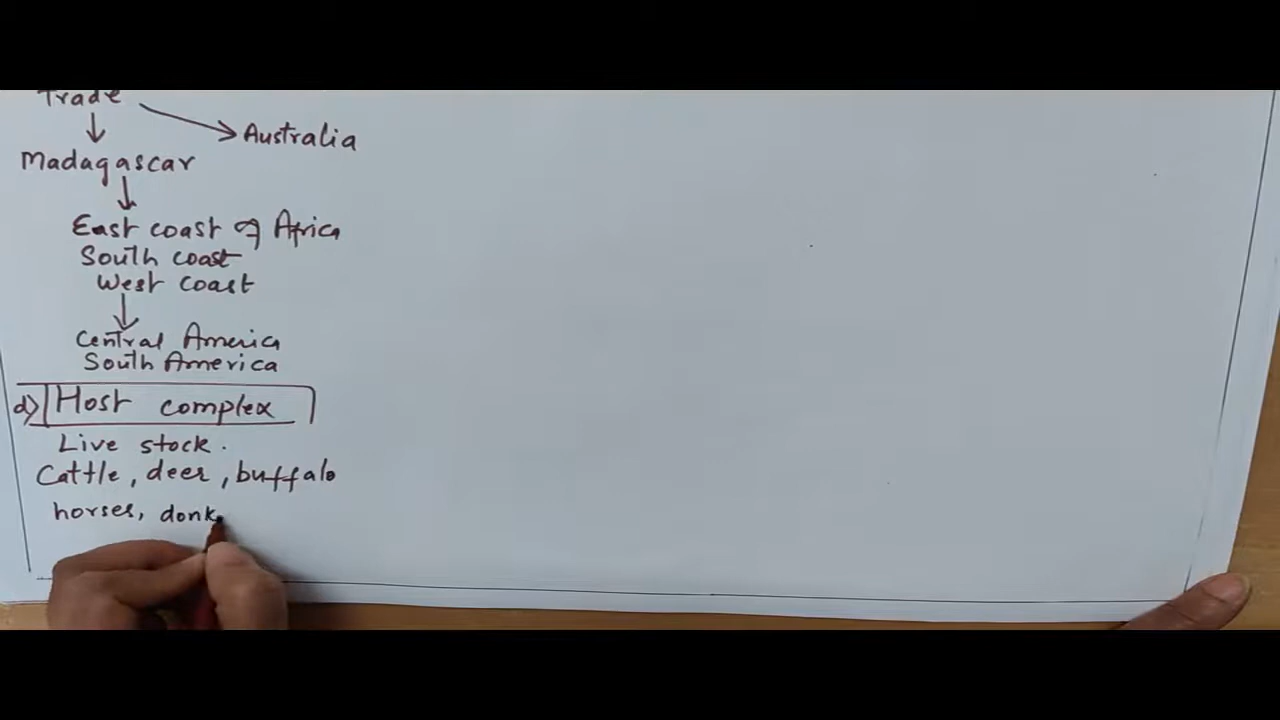 Trade
Australia
Madagascar
East coast of Africa
South coast
West coast
Central America
South America
d) Host complex
Live stock.
Cattle, deer, buffalo
horses, donk